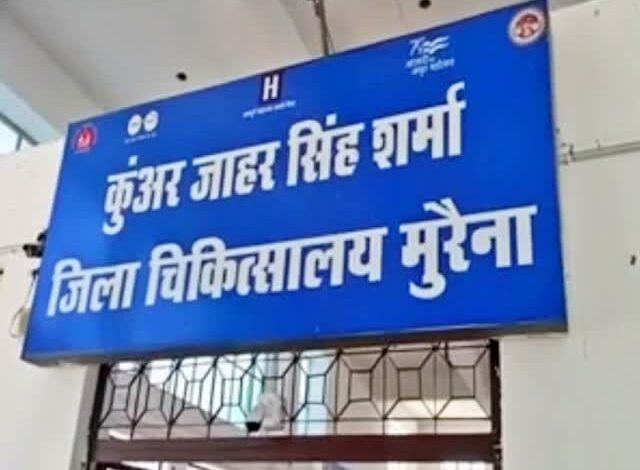 H
कुंअर जाहर सिंह शर्मा
जिला चिकित्सालय मुरैना